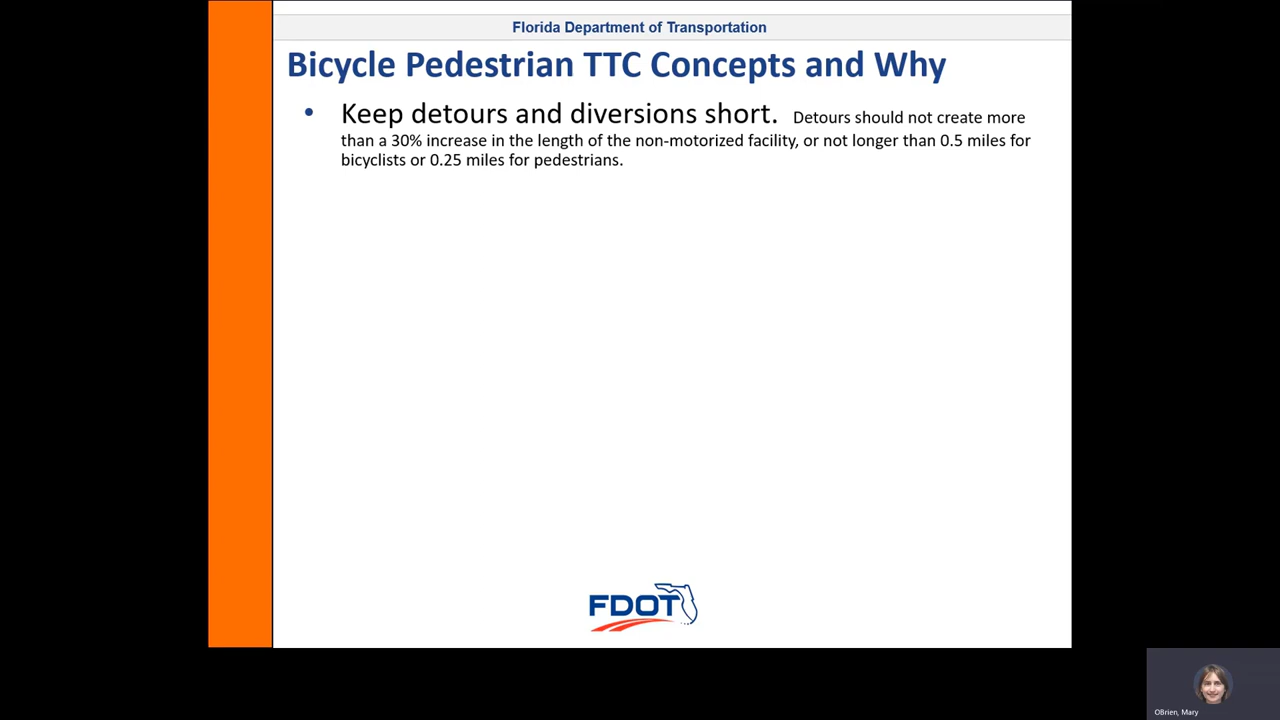 Florida Department of Transportation
Bicycle Pedestrian TTC Concepts and Why
• Keep detours and diversions short. Detours should not create more
than a 30% increase in the length of the non-motorized facility, or not longer than 0.5 miles for
bicyclists or 0.25 miles for pedestrians.
FDOT
OBrien, Mary